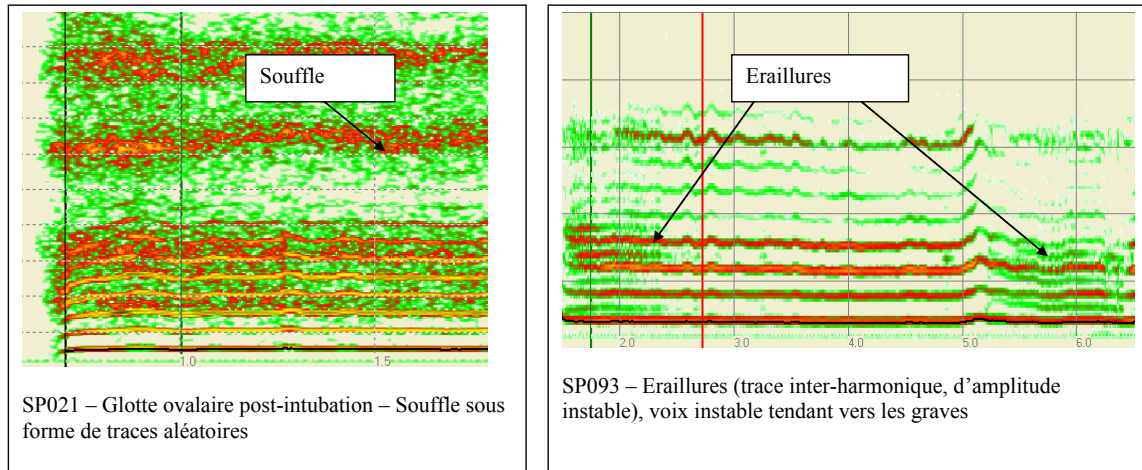 Souffle
1.0
1.5
SP021 – Glotte ovalaire post-intubation – Souffle sous
forme de traces aléatoires
Eraillures
2.0
3.0
4.0
5.0
6.0
SP093 – Eraillures (trace inter-harmonique, d’amplitude
instable), voix instable tendant vers les graves